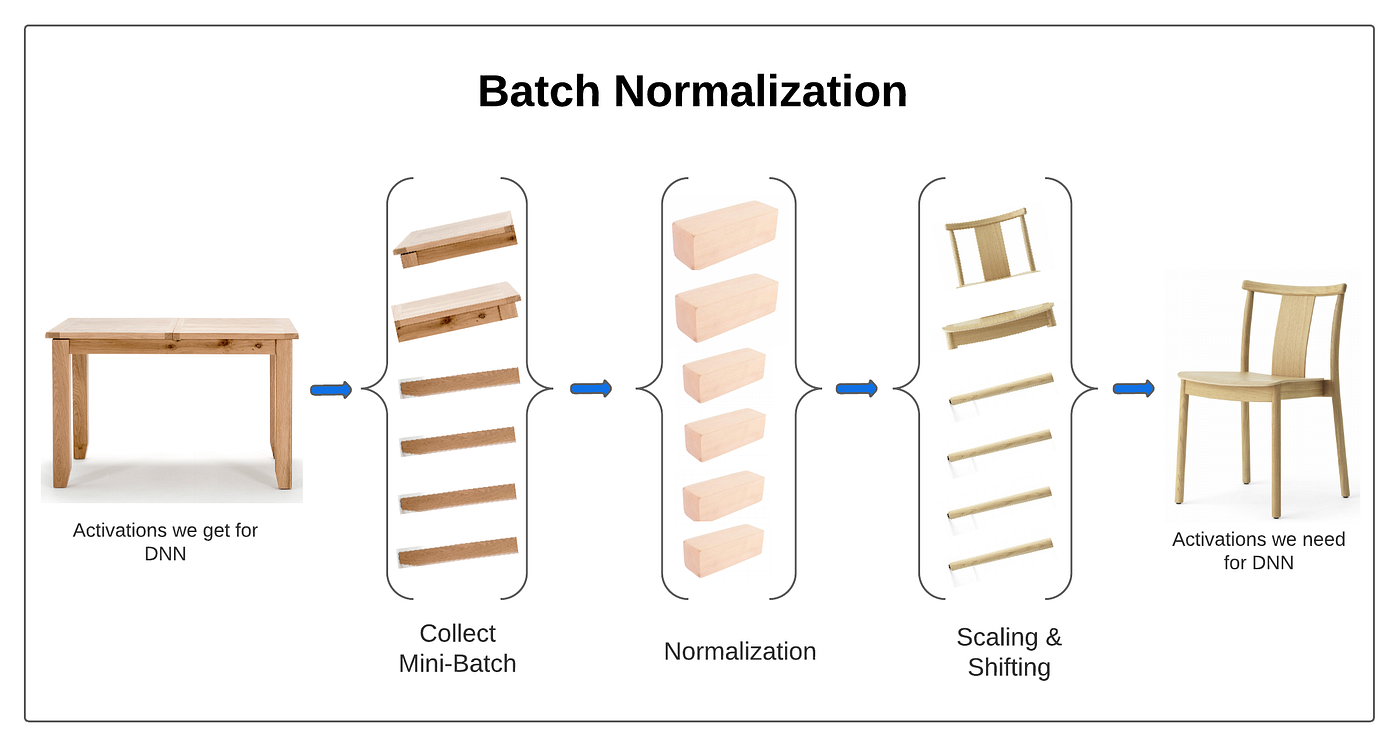 Batch Normalization
Activations we get for
DNN
Activations we need
for DNN
Collect
Mini-Batch
Normalization
Scaling &
Shifting